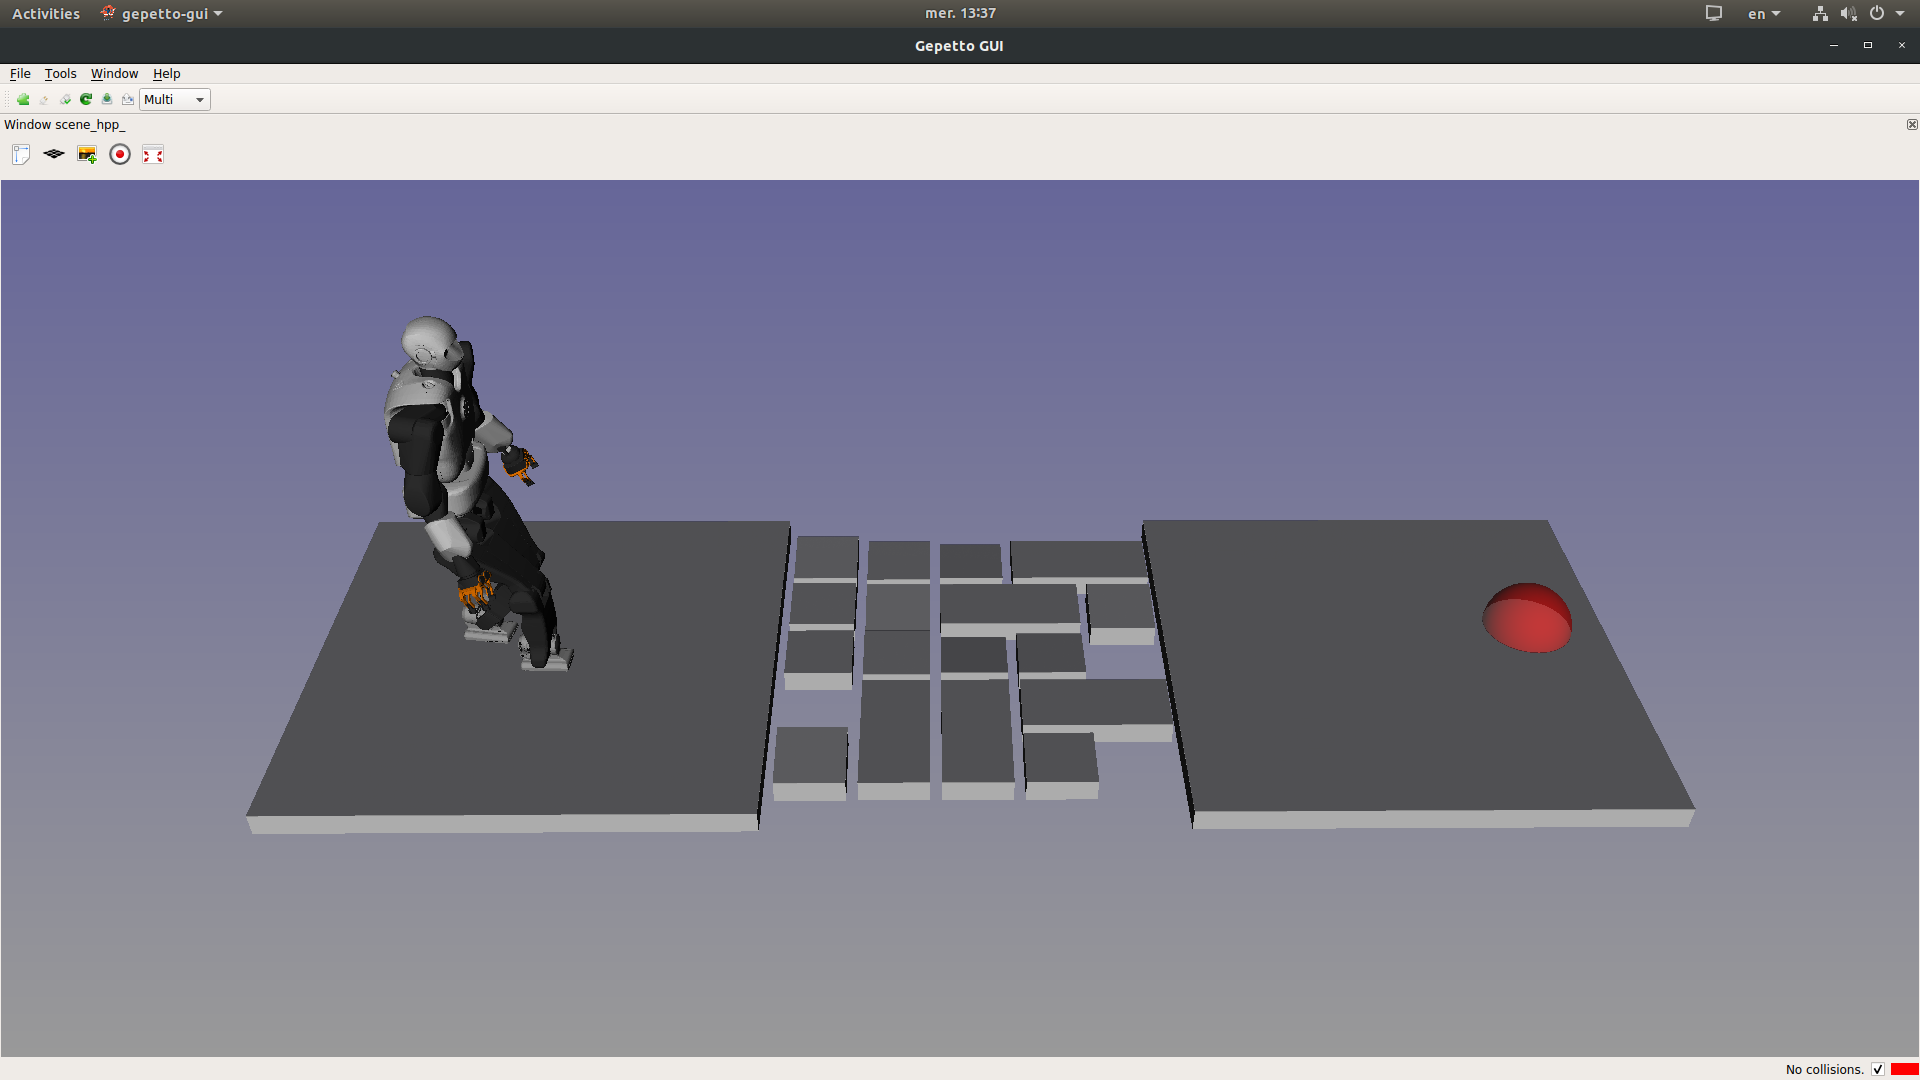 Activities gepetto-gui mer. 13:37 en
Gepetto GUI
File Tools Window Help
Multi
Window scene_hpp_
No collisions.